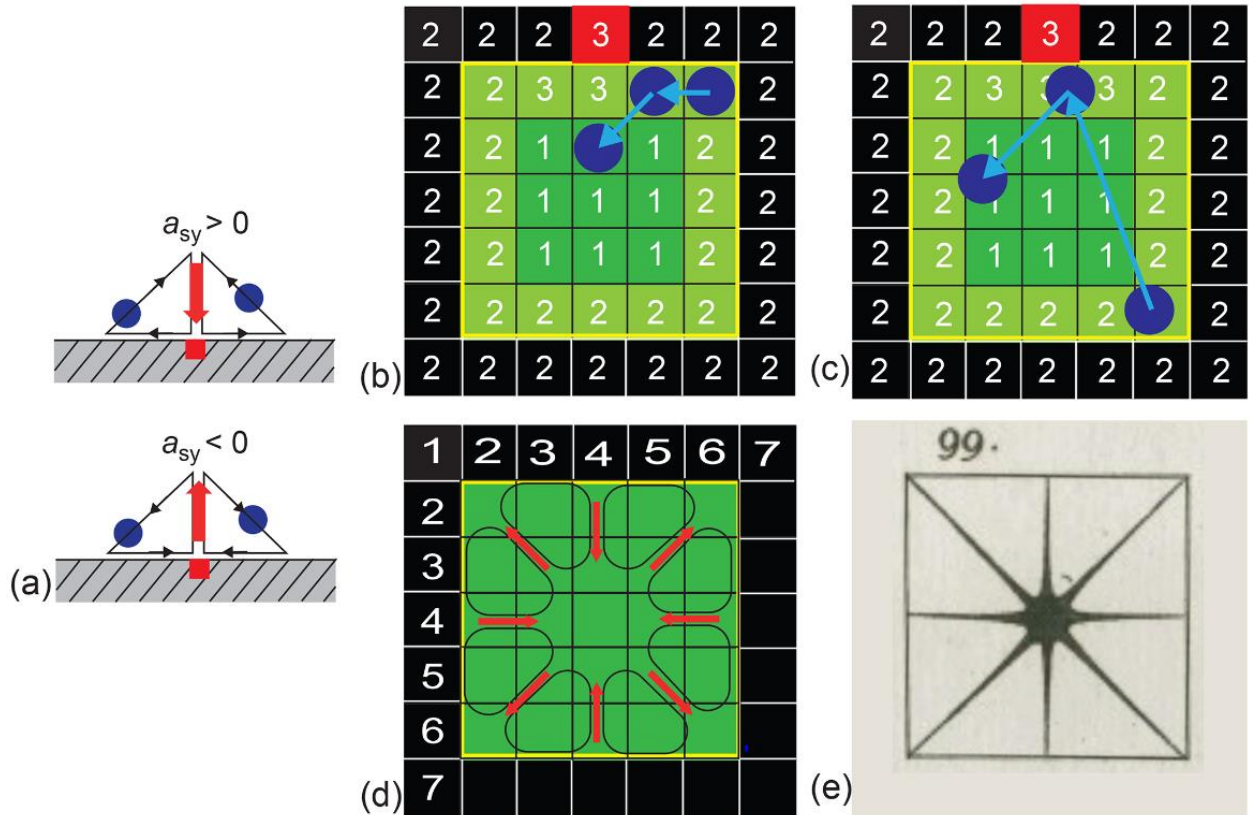 a_sy > 0
a_sy < 0
(a)
2 2 2 3 2 2 2
2 2 3 3 2
2 2 1 1 2 2
2 2 1 1 1 2 2
2 2 1 1 1 2 2
2 2 2 2 2 2 2
2 2 2 2 2 2 2
(b)
2 2 2 3 2 2 2
2 2 3 3 3 2 2
2 2 1 1 1 2 2
2 2 1 1 1 2 2
2 2 1 1 1 2 2
2 2 2 2 2 2
2 2 2 2 2 2 2
(c)
1 2 3 4 5 6 7
2
3
4
5
6
7
(d)
99.
(e)